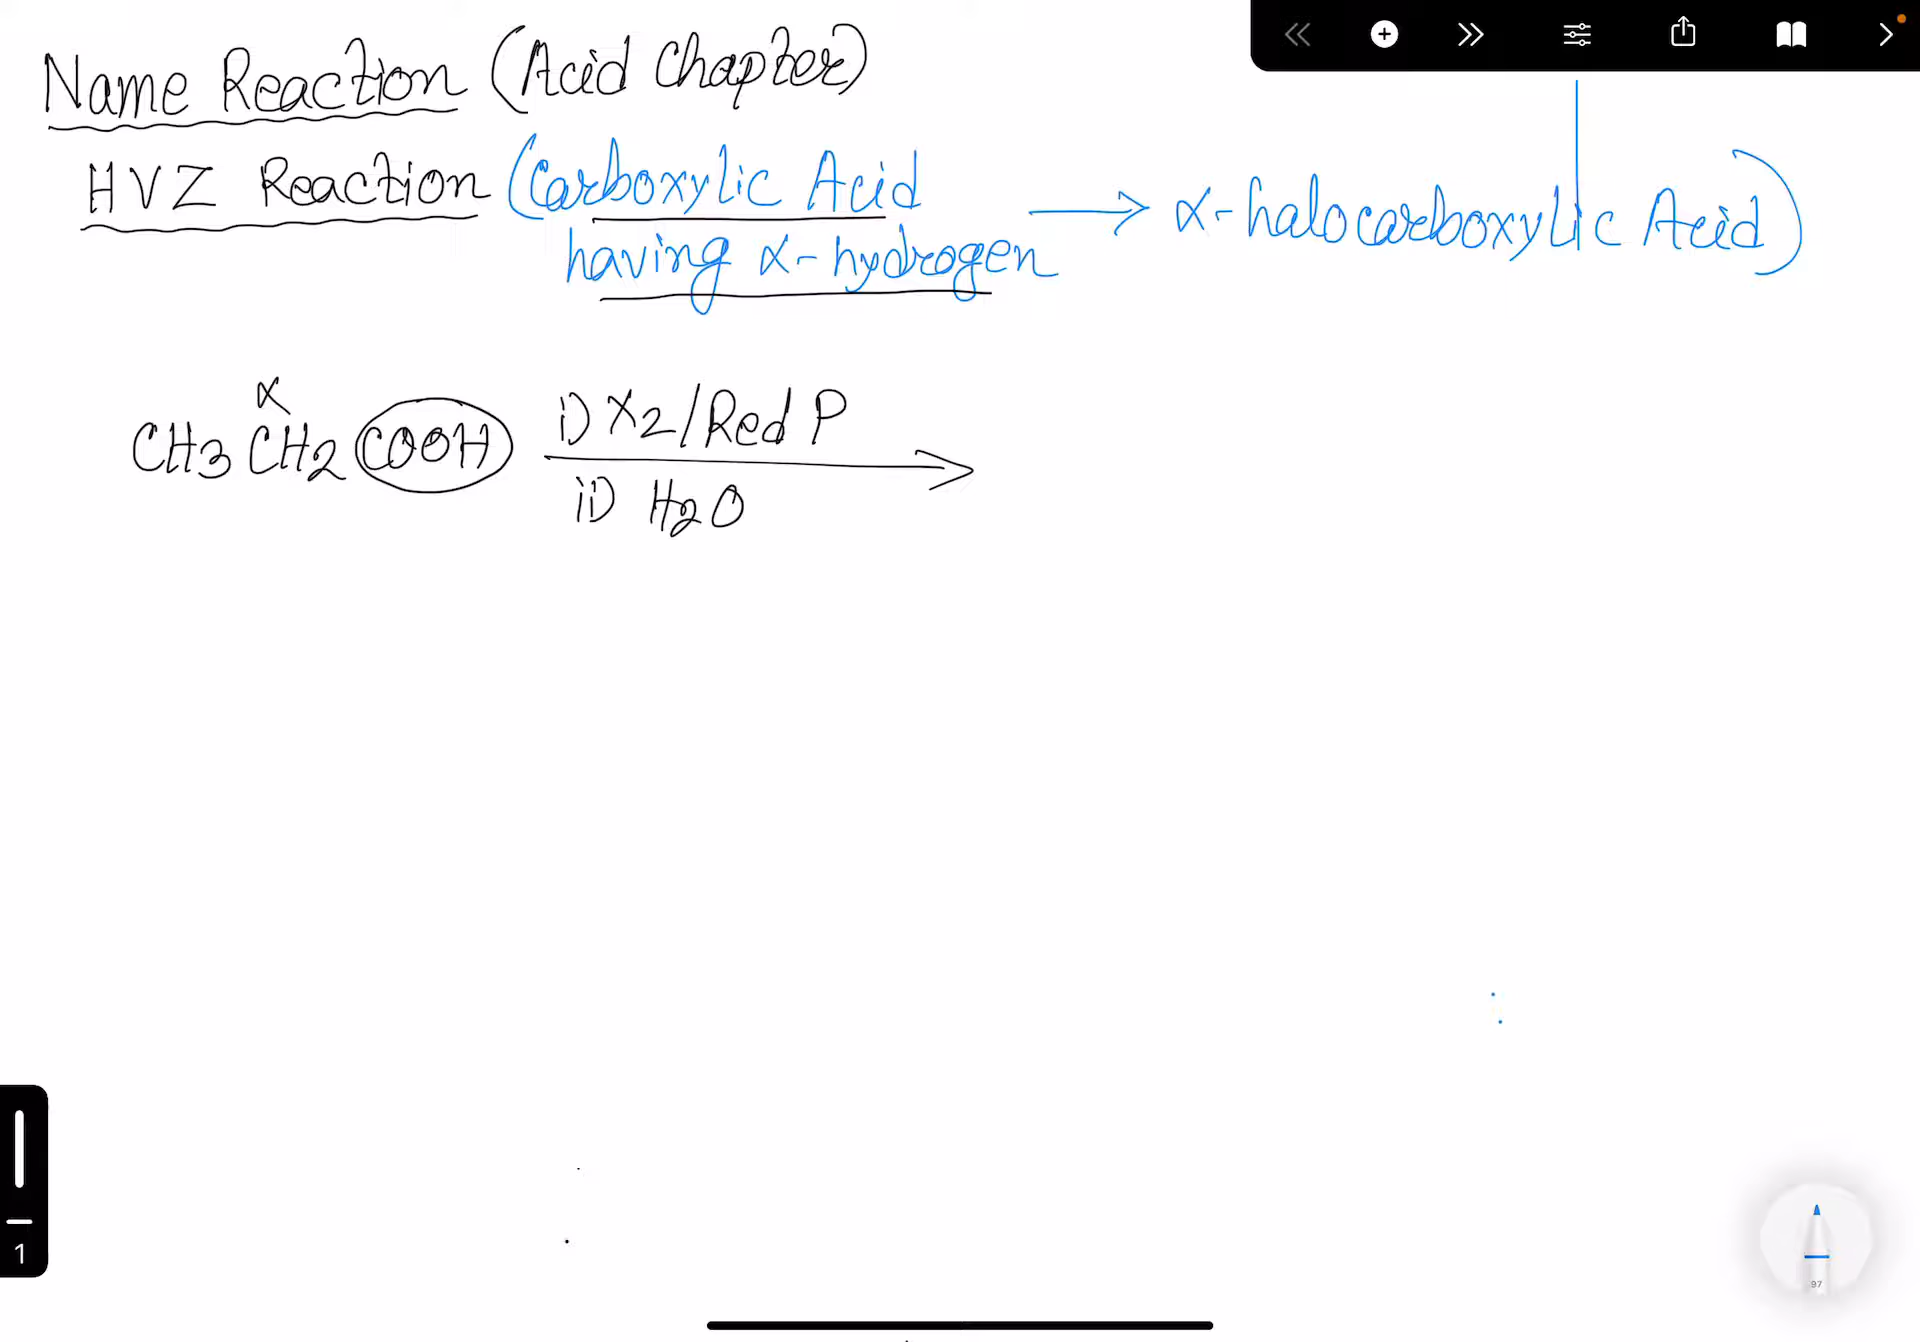 Name Reaction (Acid Chapter)
HVZ Reaction (Carboxylic Acid
having α-hydrogen → α-halocarboxylic Acid)
α
CH3 CH2 COOH i) X2/Red P
ii) H2O
1
97